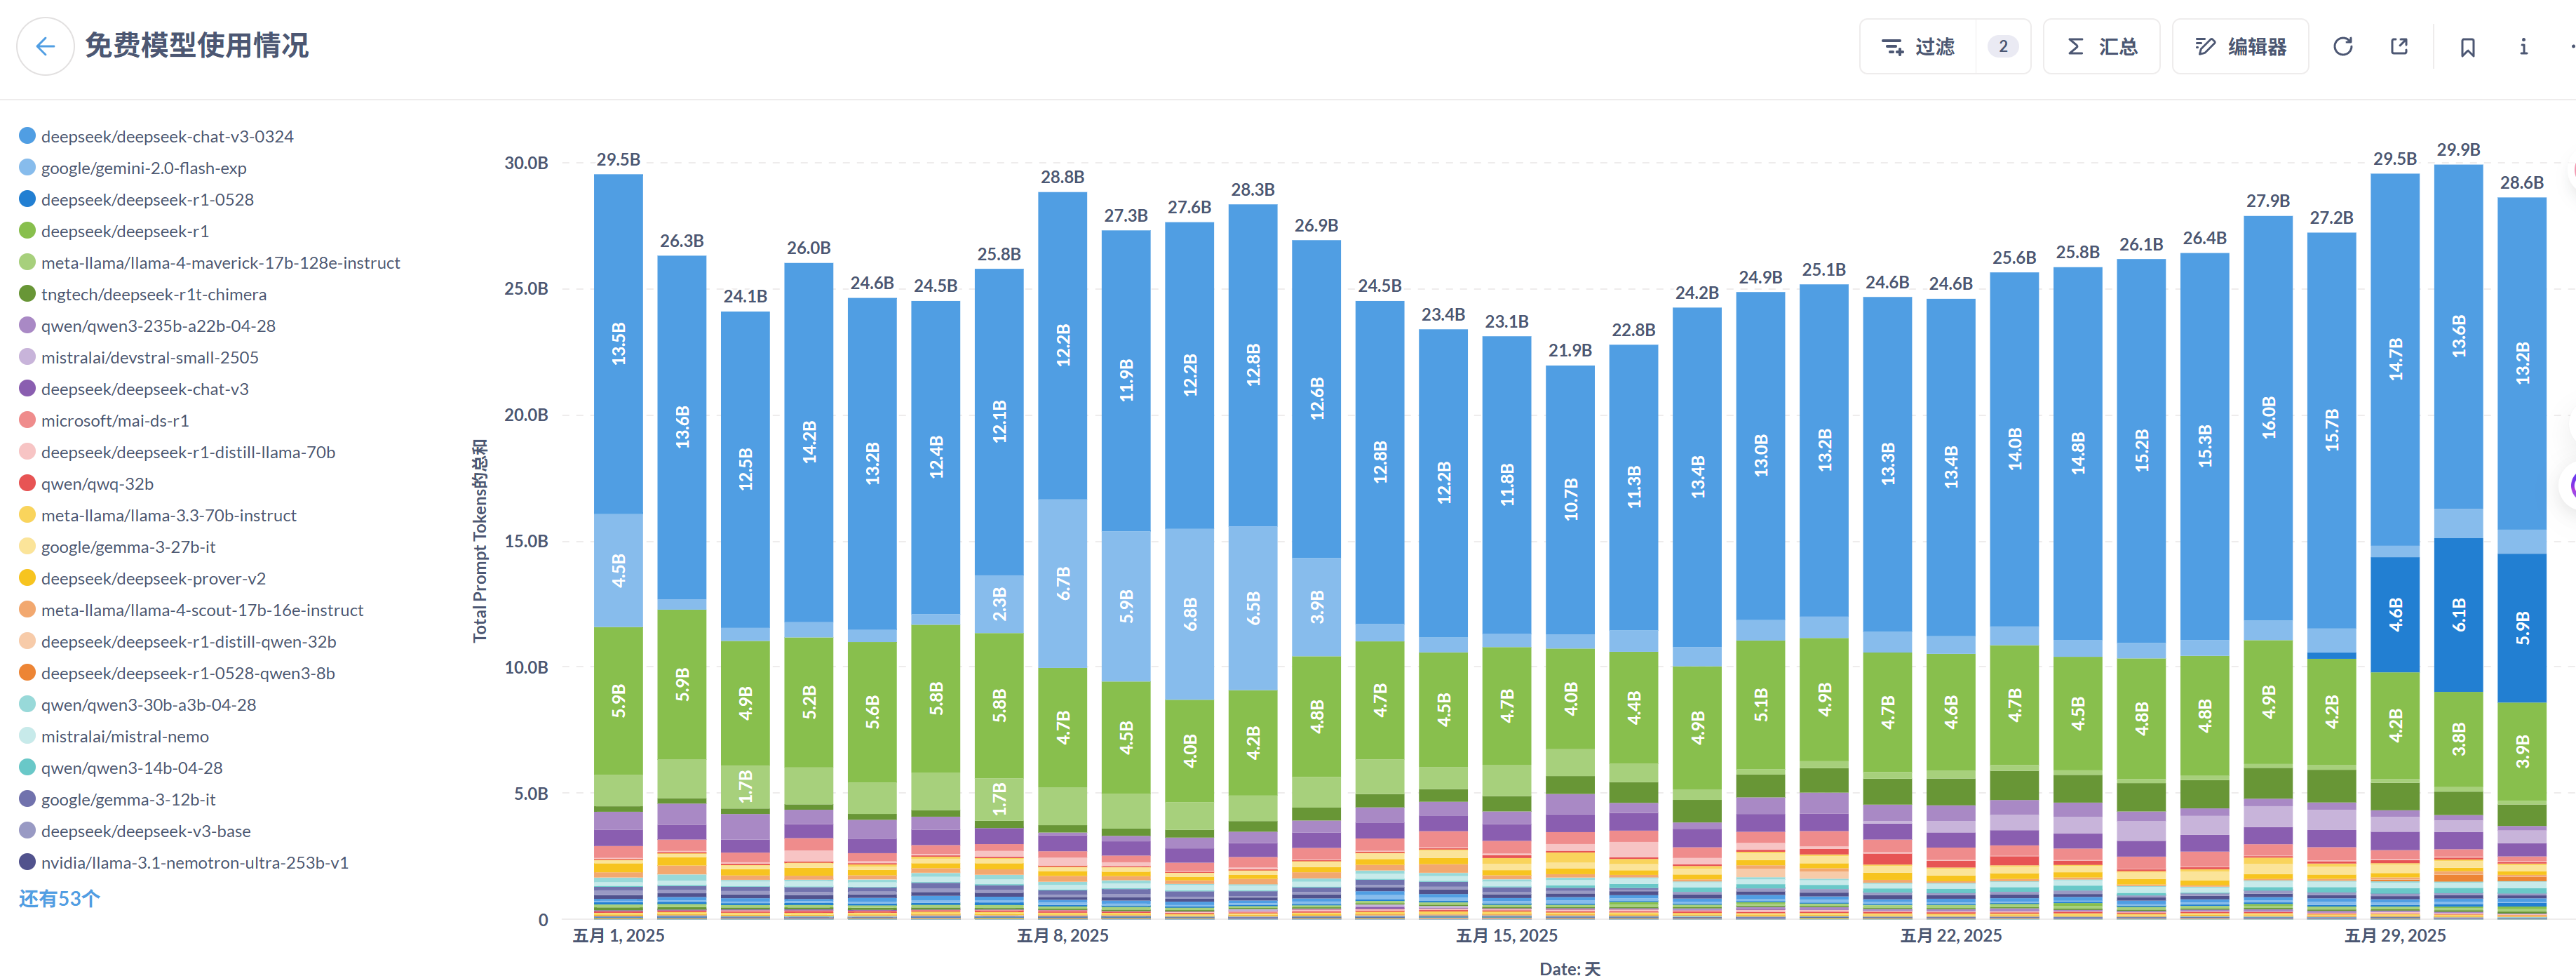 免费模型使用情况
过滤 2 汇总 编辑器
deepseek/deepseek-chat-v3-0324
google/gemini-2.0-flash-exp
deepseek/deepseek-r1-0528
deepseek/deepseek-r1
meta-llama/llama-4-maverick-17b-128e-instruct
tngtech/deepseek-r1t-chimera
qwen/qwen3-235b-a22b-04-28
mistralai/devstral-small-2505
deepseek/deepseek-chat-v3
microsoft/mai-ds-r1
deepseek/deepseek-r1-distill-llama-70b
qwen/qwq-32b
meta-llama/llama-3.3-70b-instruct
google/gemma-3-27b-it
deepseek/deepseek-prover-v2
meta-llama/llama-4-scout-17b-16e-instruct
deepseek/deepseek-r1-distill-qwen-32b
deepseek/deepseek-r1-0528-qwen3-8b
qwen/qwen3-30b-a3b-04-28
mistralai/mistral-nemo
qwen/qwen3-14b-04-28
google/gemma-3-12b-it
deepseek/deepseek-v3-base
nvidia/llama-3.1-nemotron-ultra-253b-v1
还有53个
Total Prompt Tokens的总和
30.0B
25.0B
20.0B
15.0B
10.0B
5.0B
0
29.5B 26.3B 24.1B 26.0B 24.6B 24.5B 25.8B 28.8B 27.3B 27.6B 28.3B 26.9B 24.5B 23.4B 23.1B 21.9B 22.8B 24.2B 24.9B 25.1B 24.6B 24.6B 25.6B 25.8B 26.1B 26.4B 27.9B 27.2B 29.5B 29.9B 28.6B
13.5B 13.6B 12.5B 14.2B 13.2B 12.4B 12.1B 12.2B 11.9B 12.2B 12.8B 12.6B 12.8B 12.2B 11.8B 10.7B 11.3B 13.4B 13.0B 13.2B 13.3B 13.4B 14.0B 14.8B 15.2B 15.3B 16.0B 15.7B 14.7B 13.6B 13.2B
4.5B 2.3B 6.7B 5.9B 6.8B 6.5B 3.9B
4.6B 6.1B 5.9B
5.9B 5.9B 4.9B 5.2B 5.6B 5.8B 5.8B 4.7B 4.5B 4.0B 4.2B 4.8B 4.7B 4.5B 4.7B 4.0B 4.4B 4.9B 5.1B 4.9B 4.7B 4.6B 4.7B 4.5B 4.8B 4.8B 4.9B 4.2B 4.2B 3.8B 3.9B
1.7B 1.7B
五月 1, 2025 五月 8, 2025 五月 15, 2025 五月 22, 2025 五月 29, 2025
Date: 天